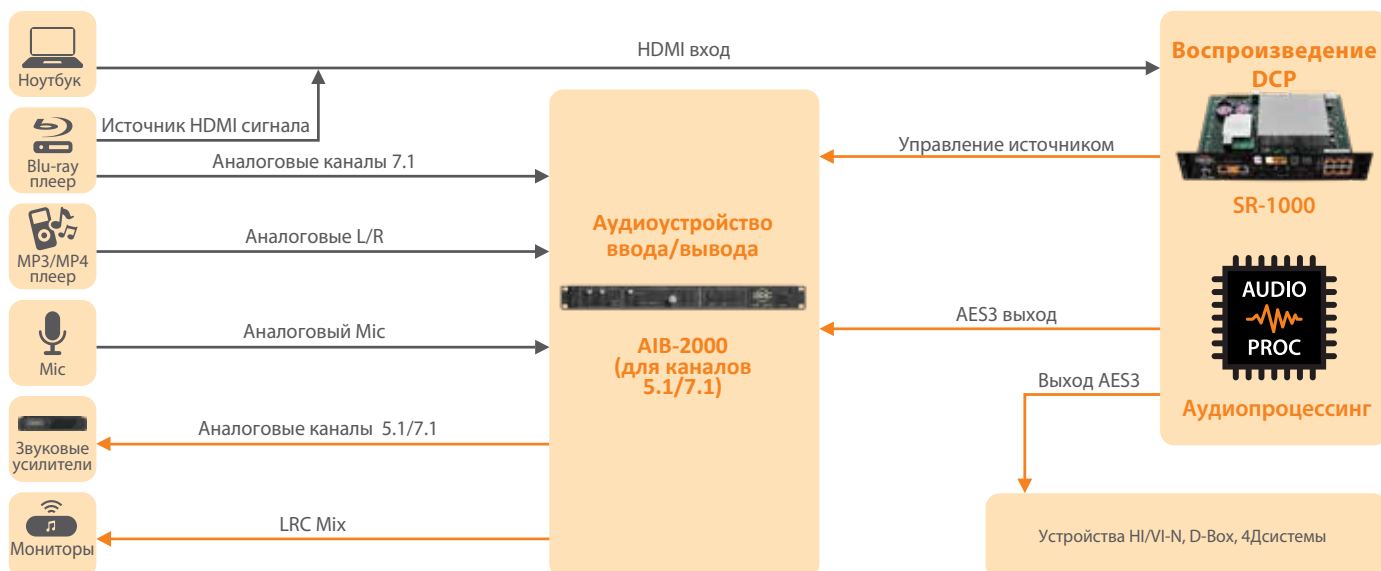 Ноутбук
HDMI вход
Воспроизведение
DCP
Источник HDMI сигнала
Blu-ray
плеер
Аналоговые каналы 7.1
Управление источником
SR-1000
MP3/MP4
плеер
Аналоговые L/R
Аудиоустройство
ввода/вывода
AUDIO
PROC
Mic
Аналоговый Mic
AES3 выход
AIB-2000
(для каналов
5.1/7.1)
Выход AES3
Аудиопроцессинг
Звуковые
усилители
Аналоговые каналы 5.1/7.1
Мониторы
LRC Mix
Устройства HI/VI-N, D-Box, 4Дсистемы